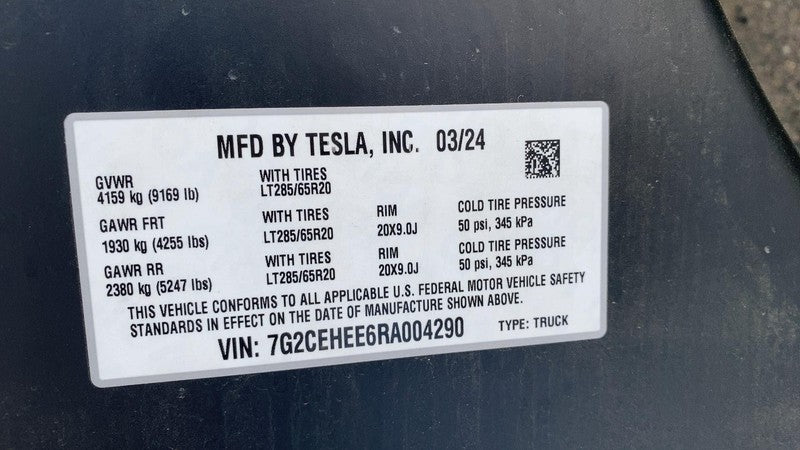 MFD BY TESLA, INC. 03/24
GVWR WITH TIRES
4159 kg (9169 lb) LT285/65R20
GAWR FRT WITH TIRES RIM COLD TIRE PRESSURE
1930 kg (4255 lbs) LT285/65R20 20X9.0J 50 psi, 345 kPa
GAWR RR WITH TIRES RIM COLD TIRE PRESSURE
2380 kg (5247 lbs) LT285/65R20 20X9.0J 50 psi, 345 kPa
THIS VEHICLE CONFORMS TO ALL APPLICABLE U.S. FEDERAL MOTOR VEHICLE SAFETY
STANDARDS IN EFFECT ON THE DATE OF MANUFACTURE SHOWN ABOVE.
VIN: 7G2CEHEE6RA004290 TYPE: TRUCK